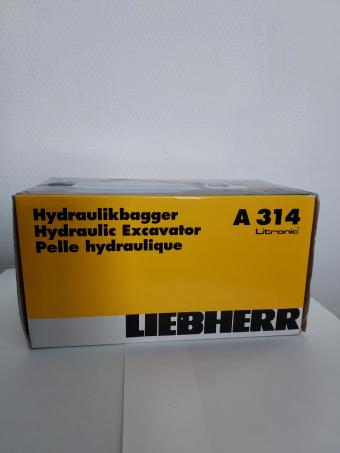 Hydraulikbagger
Hydraulic Excavator
Pelle hydraulique
A 314
Litronic
LIEBHERR